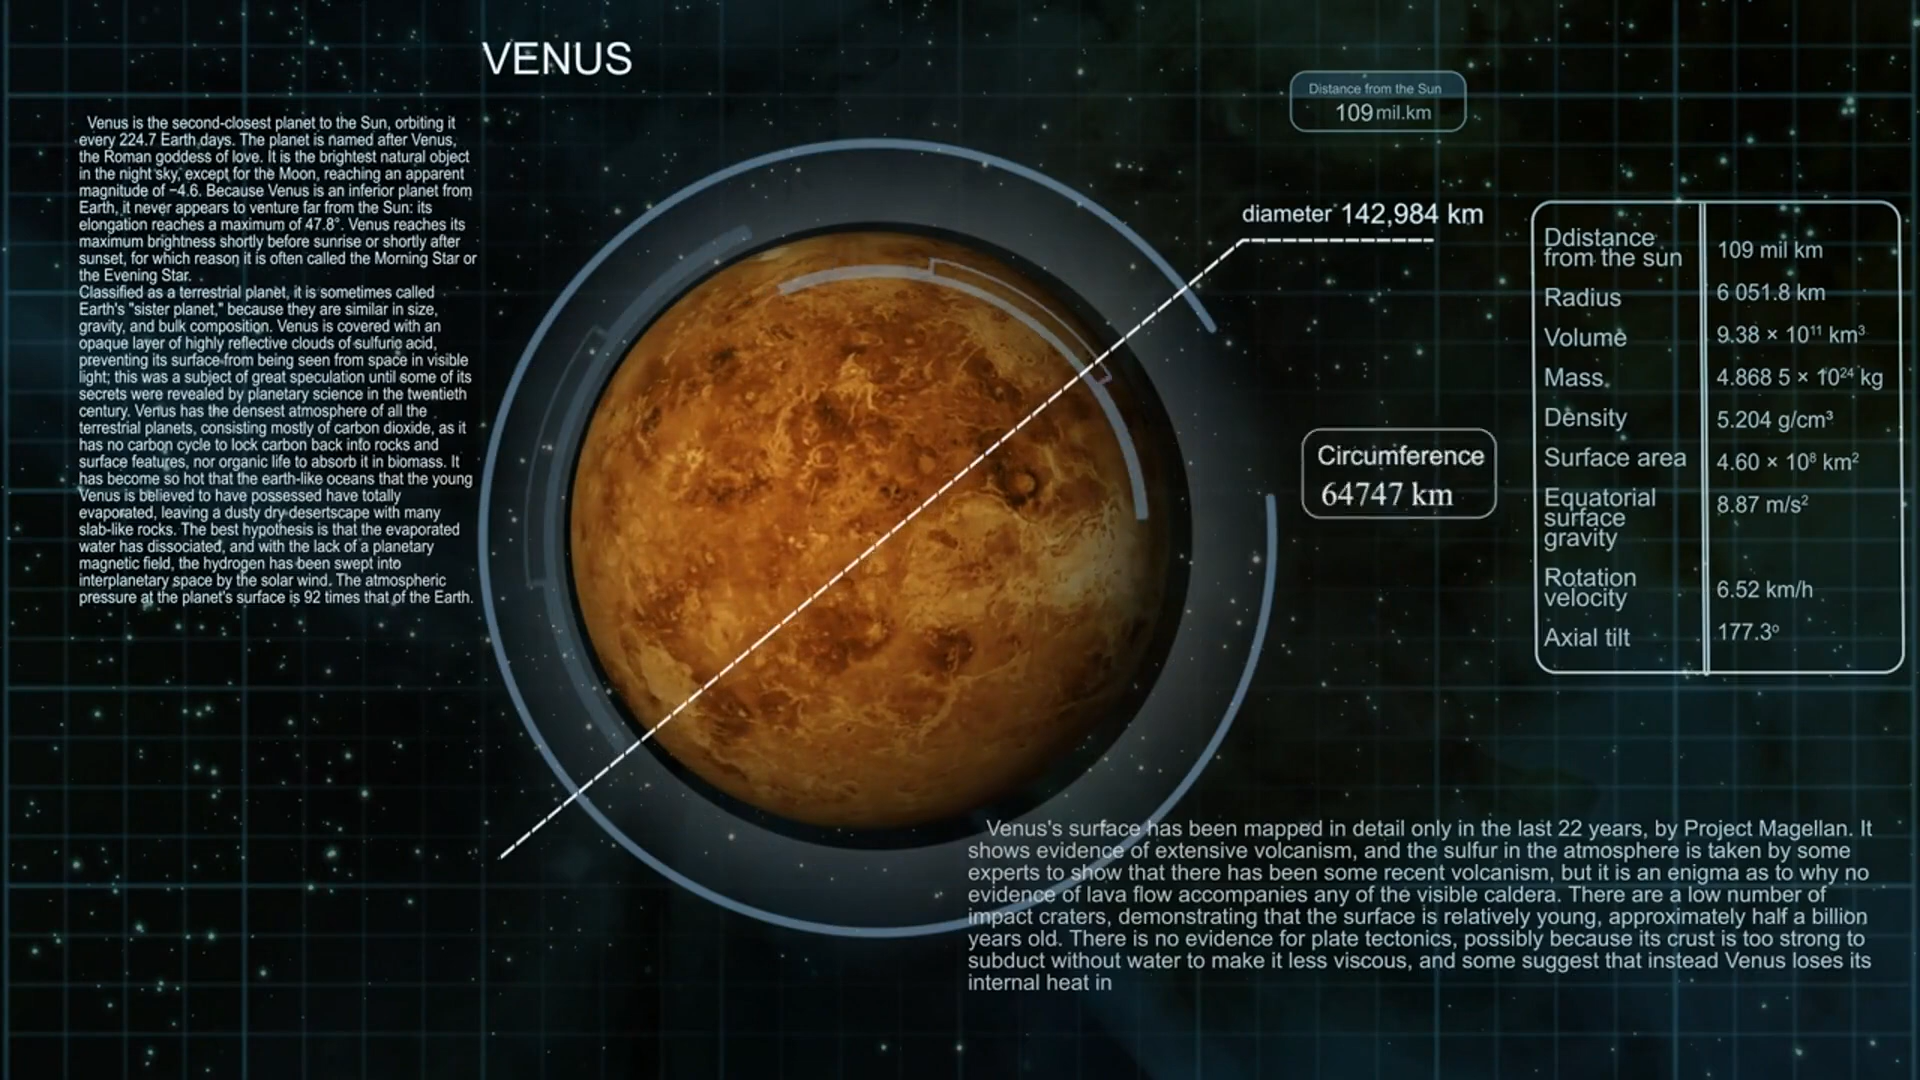 VENUS
Venus is the second-closest planet to the Sun, orbiting it
every 224.7 Earth days. The planet is named after Venus,
the Roman goddess of love. It is the brightest natural object
in the night sky, except for the Moon, reaching an apparent
magnitude of −4.6. Because Venus is an inferior planet from
Earth, it never appears to venture far from the Sun: its
elongation reaches a maximum of 47.8°. Venus reaches its
maximum brightness shortly before sunrise or shortly after
sunset, for which reason it is often called the Morning Star or
the Evening Star.
Classified as a terrestrial planet, it is sometimes called
Earth's "sister planet," because they are similar in size,
gravity, and bulk composition. Venus is covered with an
opaque layer of highly reflective clouds of sulfuric acid,
preventing its surface from being seen from space in visible
light; this was a subject of great speculation until some of its
secrets were revealed by planetary science in the twentieth
century. Venus has the densest atmosphere of all the
terrestrial planets, consisting mostly of carbon dioxide, as it
has no carbon cycle to lock carbon back into rocks and
surface features, nor organic life to absorb it in biomass. It
has become so hot that the earth-like oceans that the young
Venus is believed to have possessed have totally
evaporated, leaving a dusty dry desertscape with many
slab-like rocks. The best hypothesis is that the evaporated
water has dissociated, and with the lack of a planetary
magnetic field, the hydrogen has been swept into
interplanetary space by the solar wind. The atmospheric
pressure at the planet's surface is 92 times that of the Earth.
Distance from the Sun
109 mil.km
diameter 142,984 km
Circumference
64747 km
Ddistance
from the sun 109 mil km
Radius 6 051.8 km
Volume 9.38 × 10¹¹ km³
Mass 4.868 5 × 10²⁴ kg
Density 5.204 g/cm³
Surface area 4.60 × 10⁸ km²
Equatorial 8.87 m/s²
surface
gravity
Rotation
velocity 6.52 km/h
Axial tilt 177.3°
Venus's surface has been mapped in detail only in the last 22 years, by Project Magellan. It
shows evidence of extensive volcanism, and the sulfur in the atmosphere is taken by some
experts to show that there has been some recent volcanism, but it is an enigma as to why no
evidence of lava flow accompanies any of the visible caldera. There are a low number of
impact craters, demonstrating that the surface is relatively young, approximately half a billion
years old. There is no evidence for plate tectonics, possibly because its crust is too strong to
subduct without water to make it less viscous, and some suggest that instead Venus loses its
internal heat in